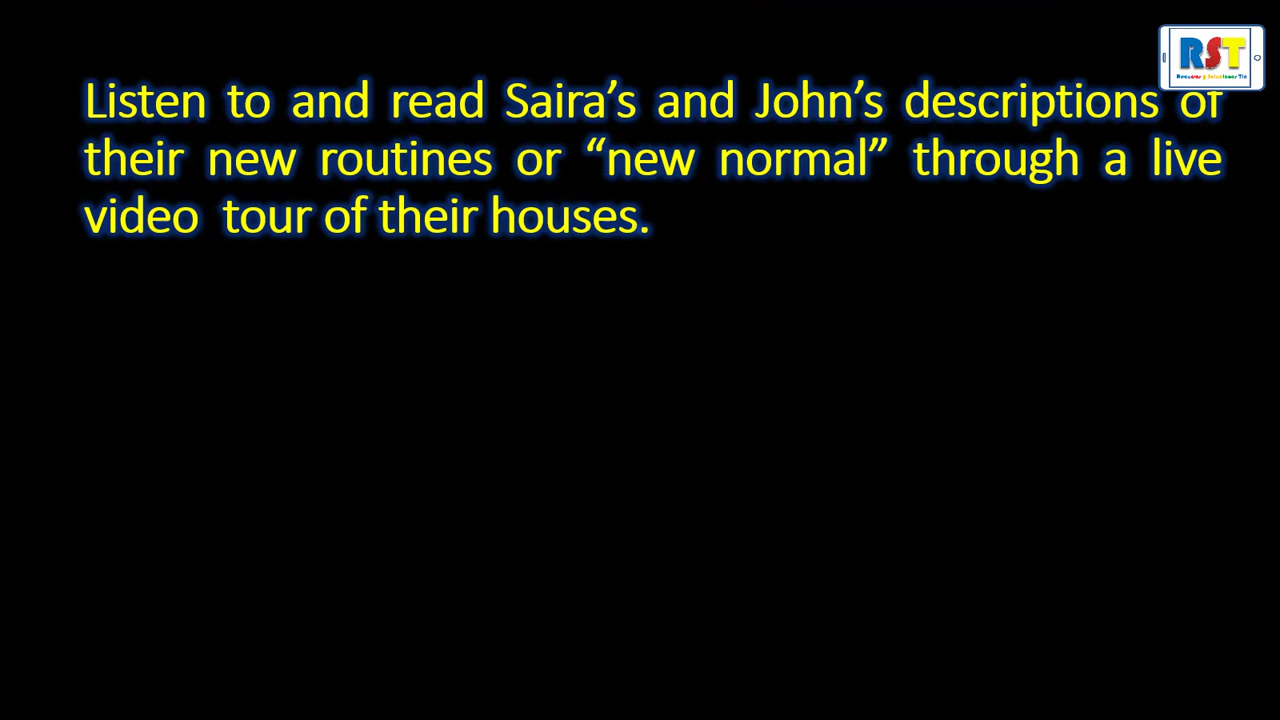 RST
Listen to and read Saira’s and John’s descriptions of
their new routines or “new normal” through a live
video tour of their houses.